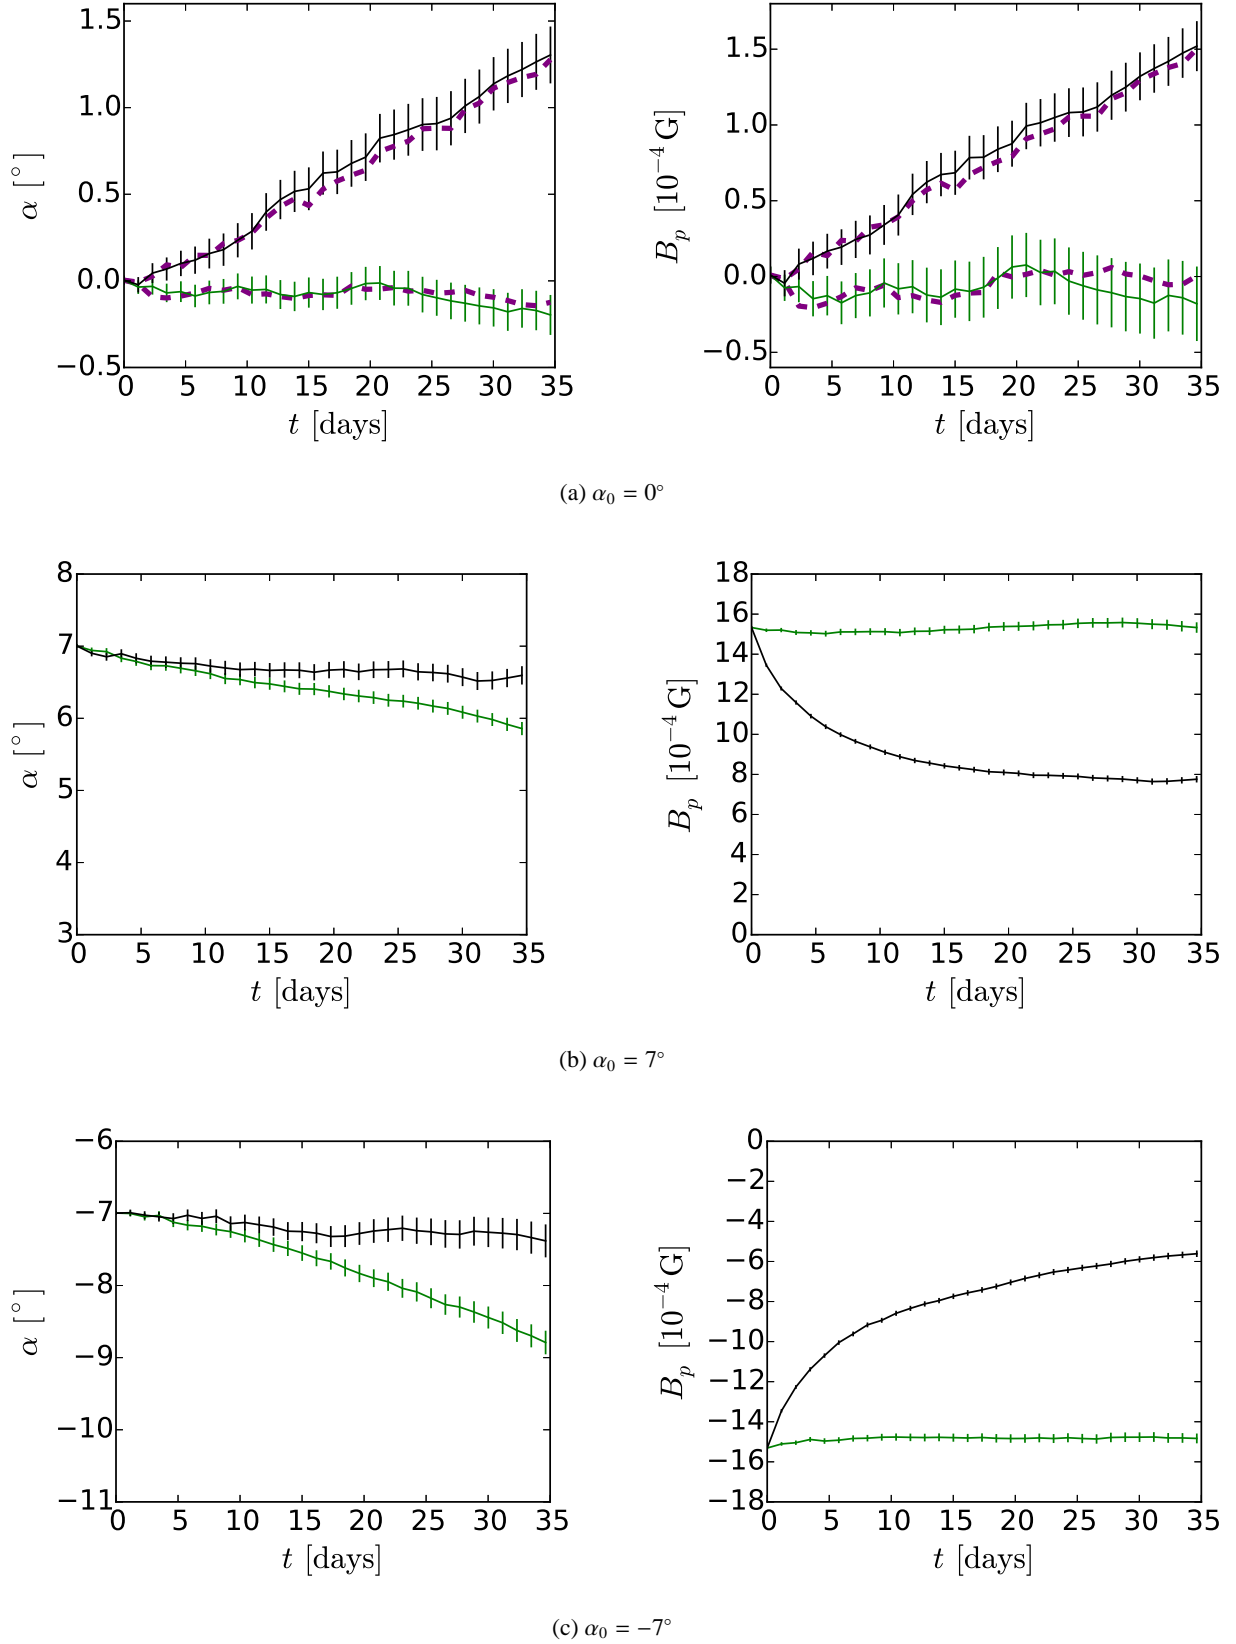 1.5
1.0
0.5
0.0
−0.5
α [°]
0 5 10 15 20 25 30 35
t [days]
1.5
1.0
0.5
0.0
−0.5
B_p [10^{−4} G]
0 5 10 15 20 25 30 35
t [days]
(a) α₀ = 0°
8
7
6
5
4
3
α [°]
0 5 10 15 20 25 30 35
t [days]
18
16
14
12
10
8
6
4
2
0
B_p [10^{−4} G]
0 5 10 15 20 25 30 35
t [days]
(b) α₀ = 7°
−6
−7
−8
−9
−10
−11
α [°]
0 5 10 15 20 25 30 35
t [days]
0
−2
−4
−6
−8
−10
−12
−14
−16
−18
B_p [10^{−4} G]
0 5 10 15 20 25 30 35
t [days]
(c) α₀ = −7°